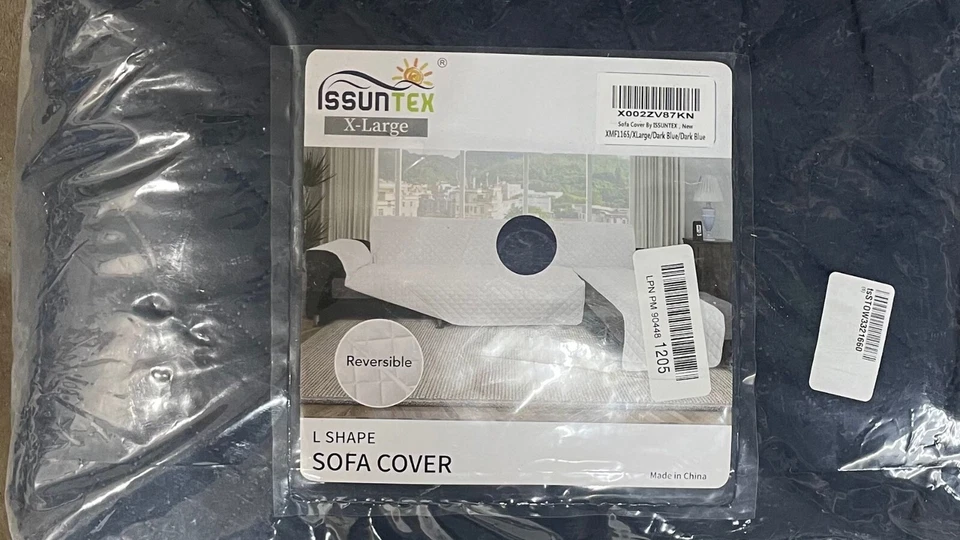 ISSUNTEX ®
X-Large
X002ZV87KN
Sofa Cover By ISSUNTEX , New
XMF1165/XLarge/Dark Blue/Dark Blue
LPN PM 90448 1205
tsSTOW3321660
Reversible
L SHAPE
SOFA COVER
Made in China